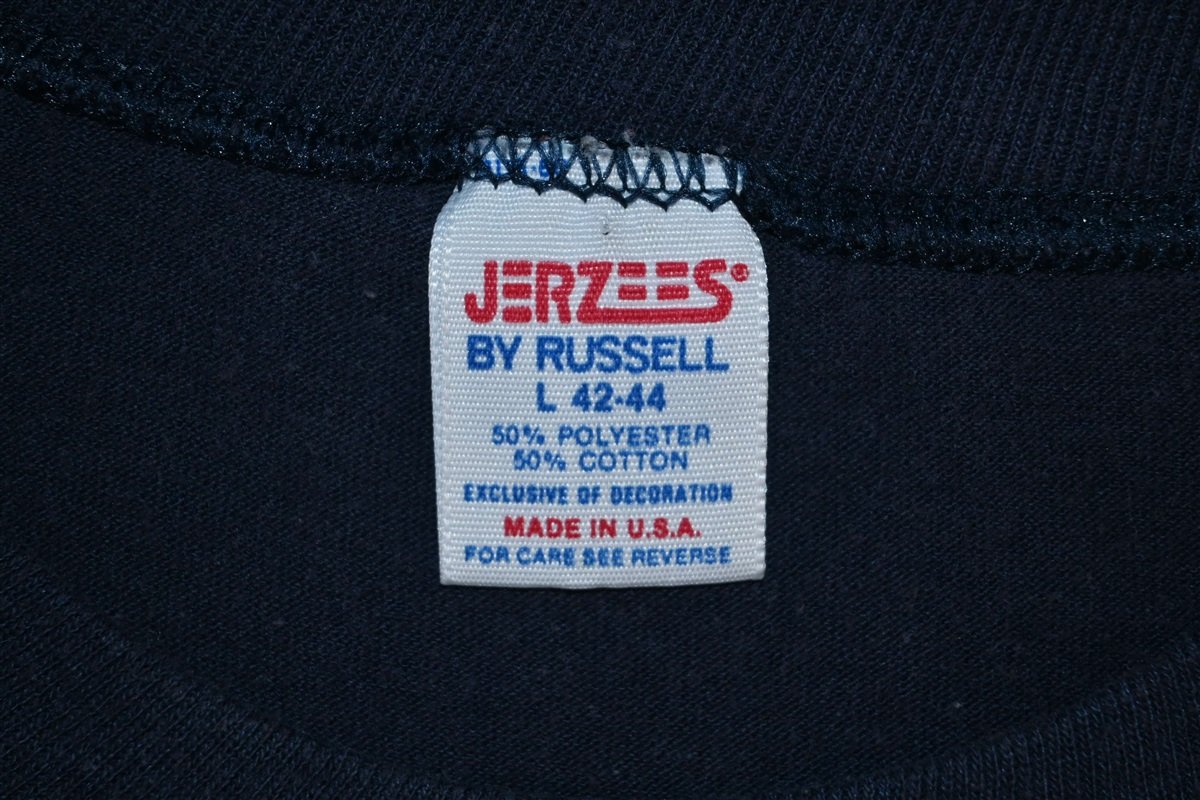 JERZEES®
BY RUSSELL
L 42-44
50% POLYESTER
50% COTTON
EXCLUSIVE OF DECORATION
MADE IN U.S.A.
FOR CARE SEE REVERSE